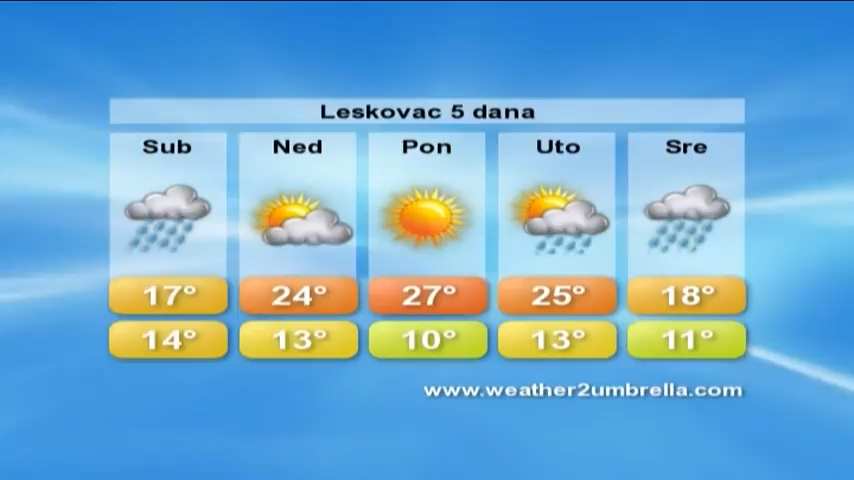 Leskovac 5 dana
Sub Ned Pon Uto Sre
17° 24° 27° 25° 18°
14° 13° 10° 13° 11°
www.weather2umbrella.com